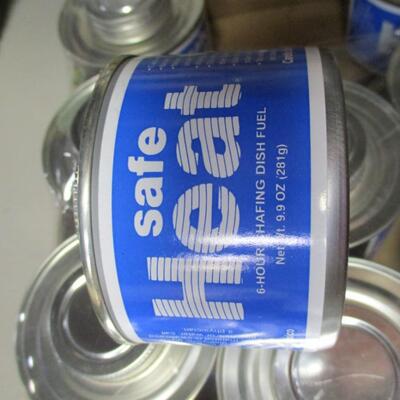 safe
Heat
6-HOUR CHAFING DISH FUEL
Net Wt. 9.9 OZ (281g)